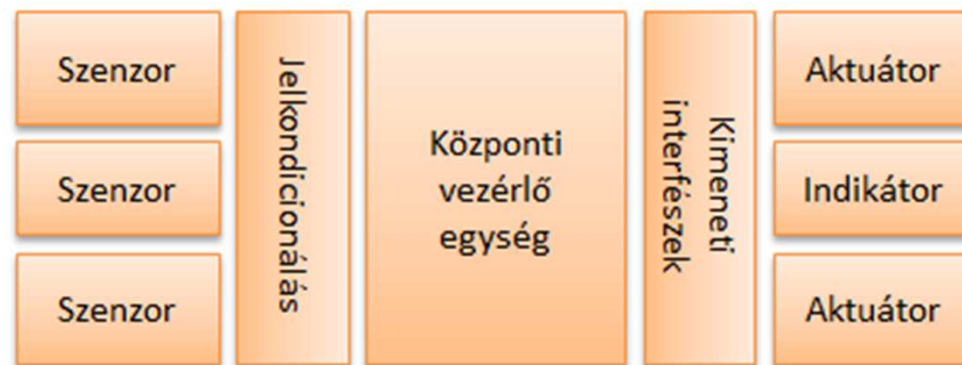 Szenzor
Szenzor
Szenzor
Jelkondicionálás
Központi
vezérlő
egység
Kimeneti
interfészek
Aktuátor
Indikátor
Aktuátor